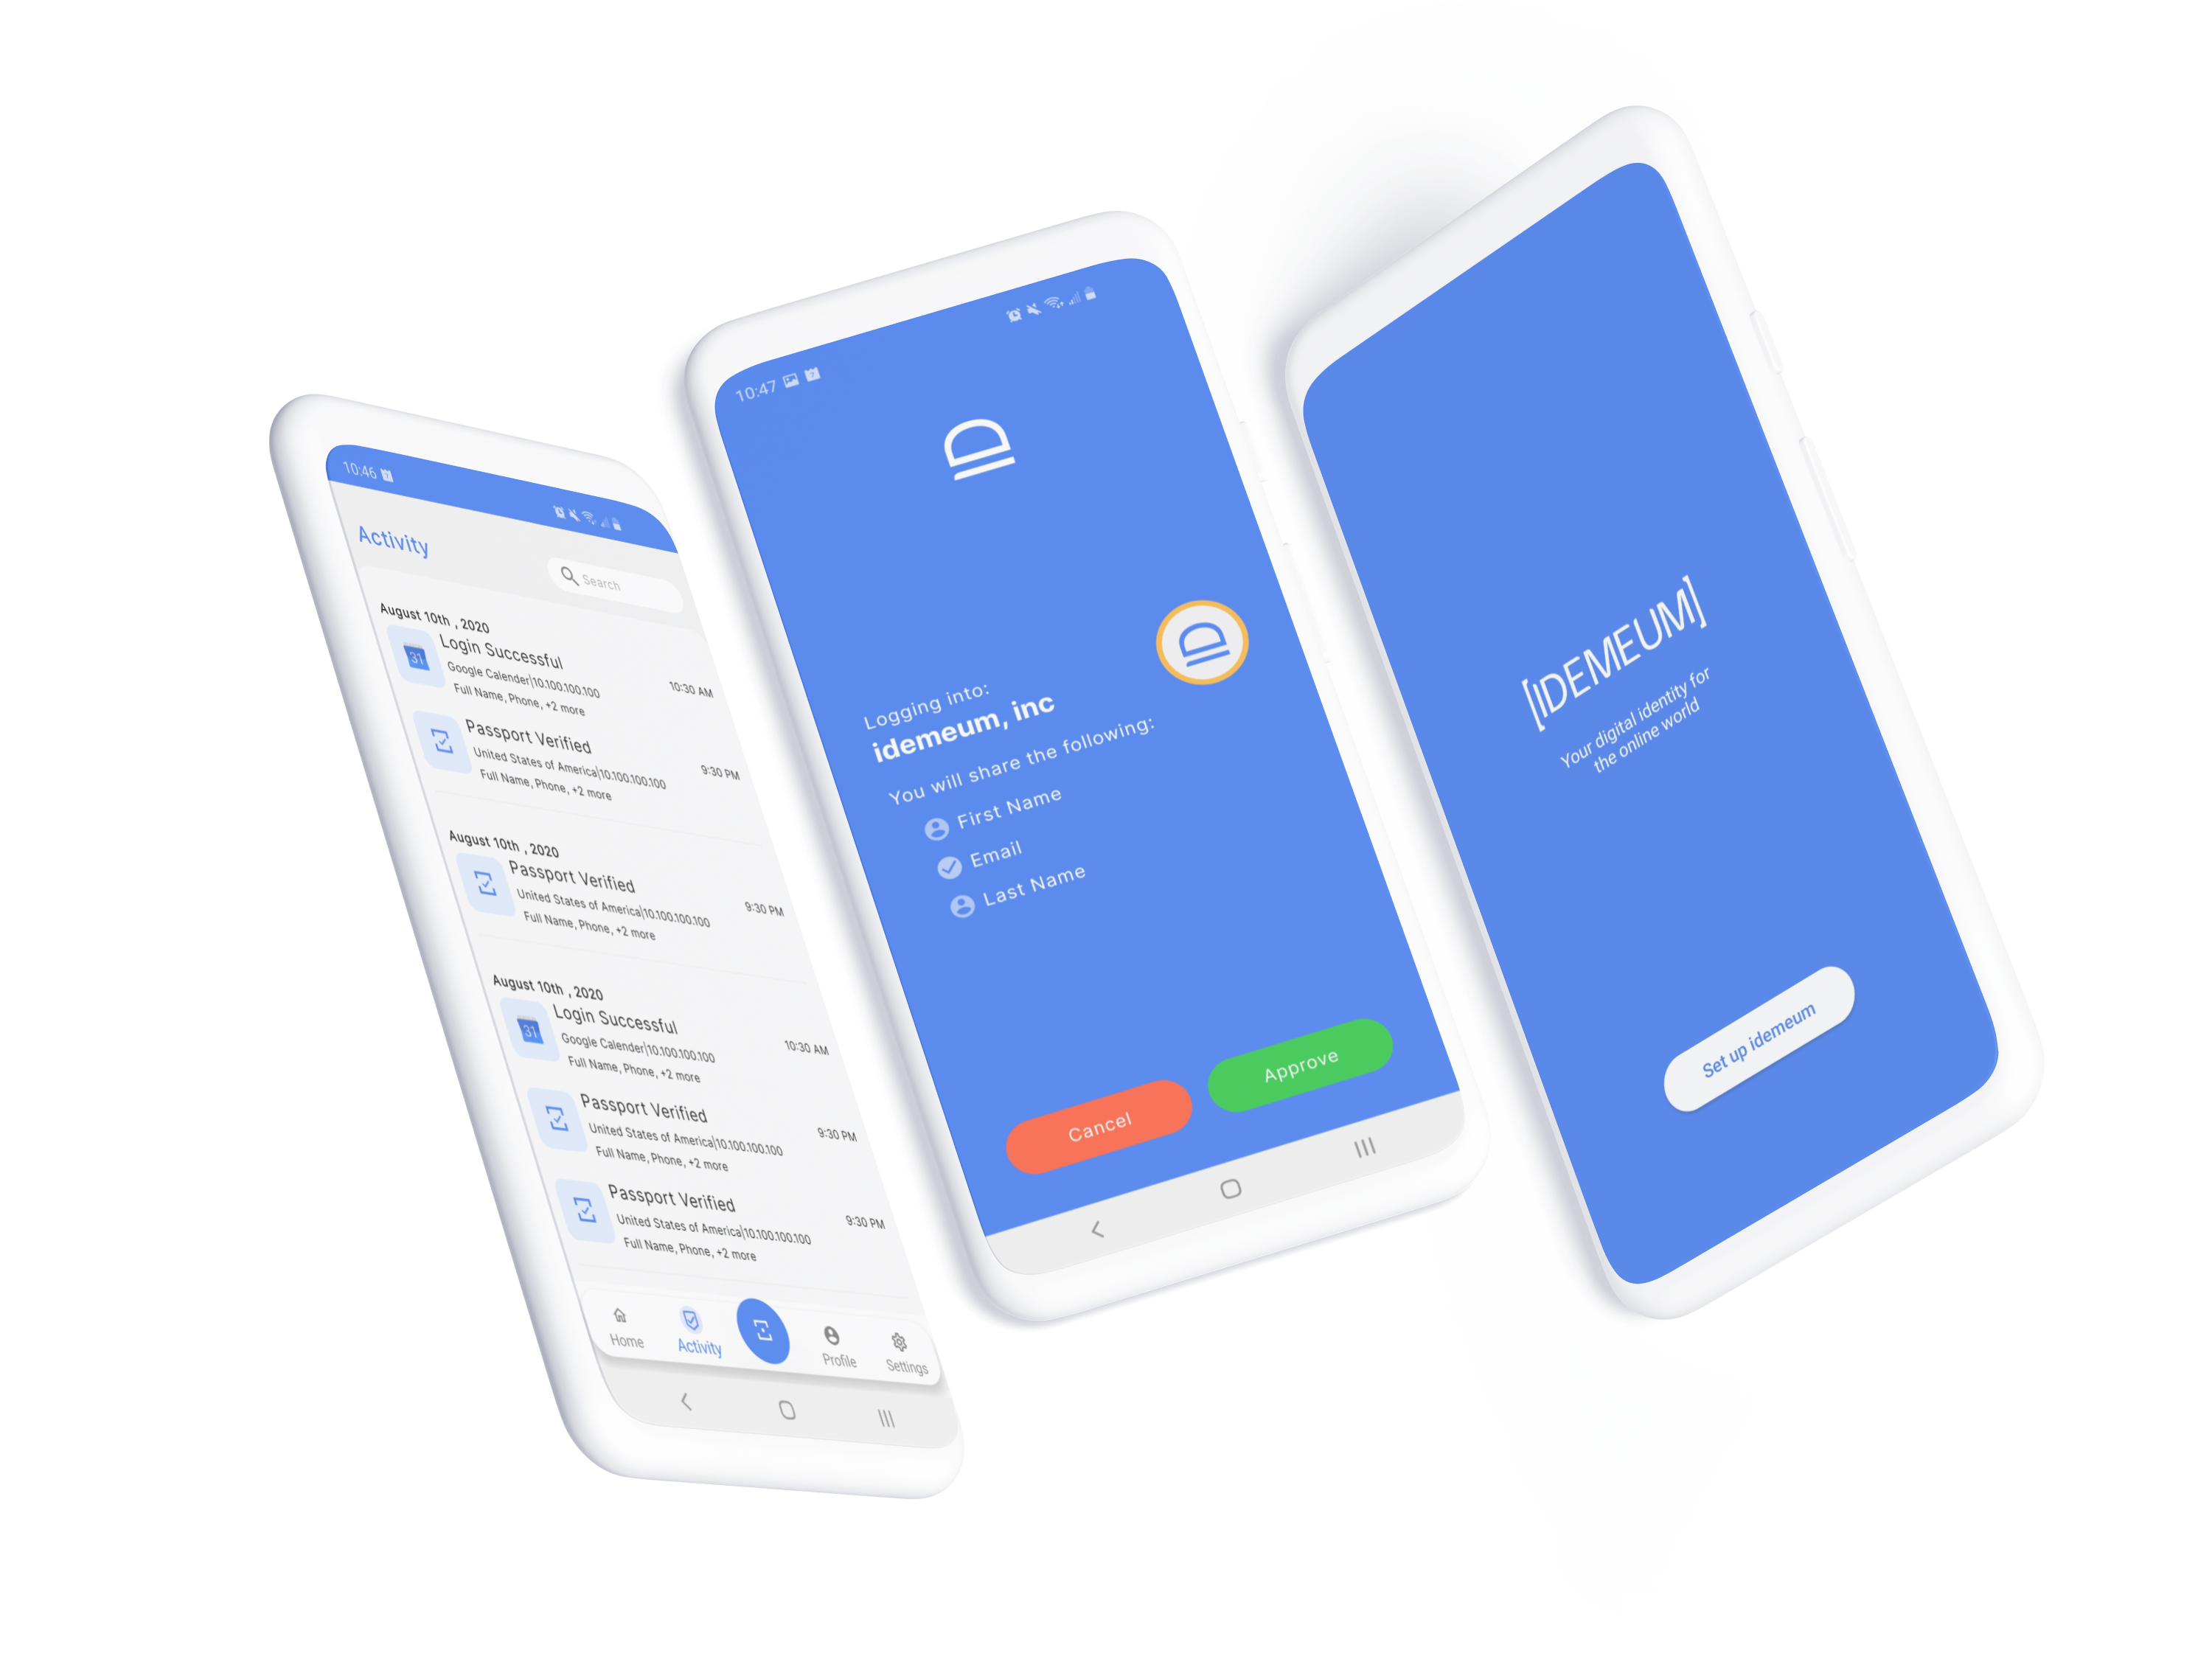 10:46
Activity
Search
August 10th , 2020
Login Successful
Google Calender|10.100.100.100
10:30 AM
Full Name, Phone, +2 more
Passport Verified
United States of America|10.100.100.100
9:30 PM
Full Name, Phone, +2 more
August 10th , 2020
Passport Verified
United States of America|10.100.100.100
9:30 PM
Full Name, Phone, +2 more
August 10th , 2020
Login Successful
Google Calender|10.100.100.100
10:30 AM
Full Name, Phone, +2 more
Passport Verified
United States of America|10.100.100.100
9:30 PM
Full Name, Phone, +2 more
Passport Verified
United States of America|10.100.100.100
9:30 PM
Full Name, Phone, +2 more
Home
Activity
Profile
Settings
10:47
Logging into:
idemeum, inc
You will share the following:
First Name
Email
Last Name
Cancel
Approve
[IDEMEUM]
Your digital identity for
the online world
Set up idemeum